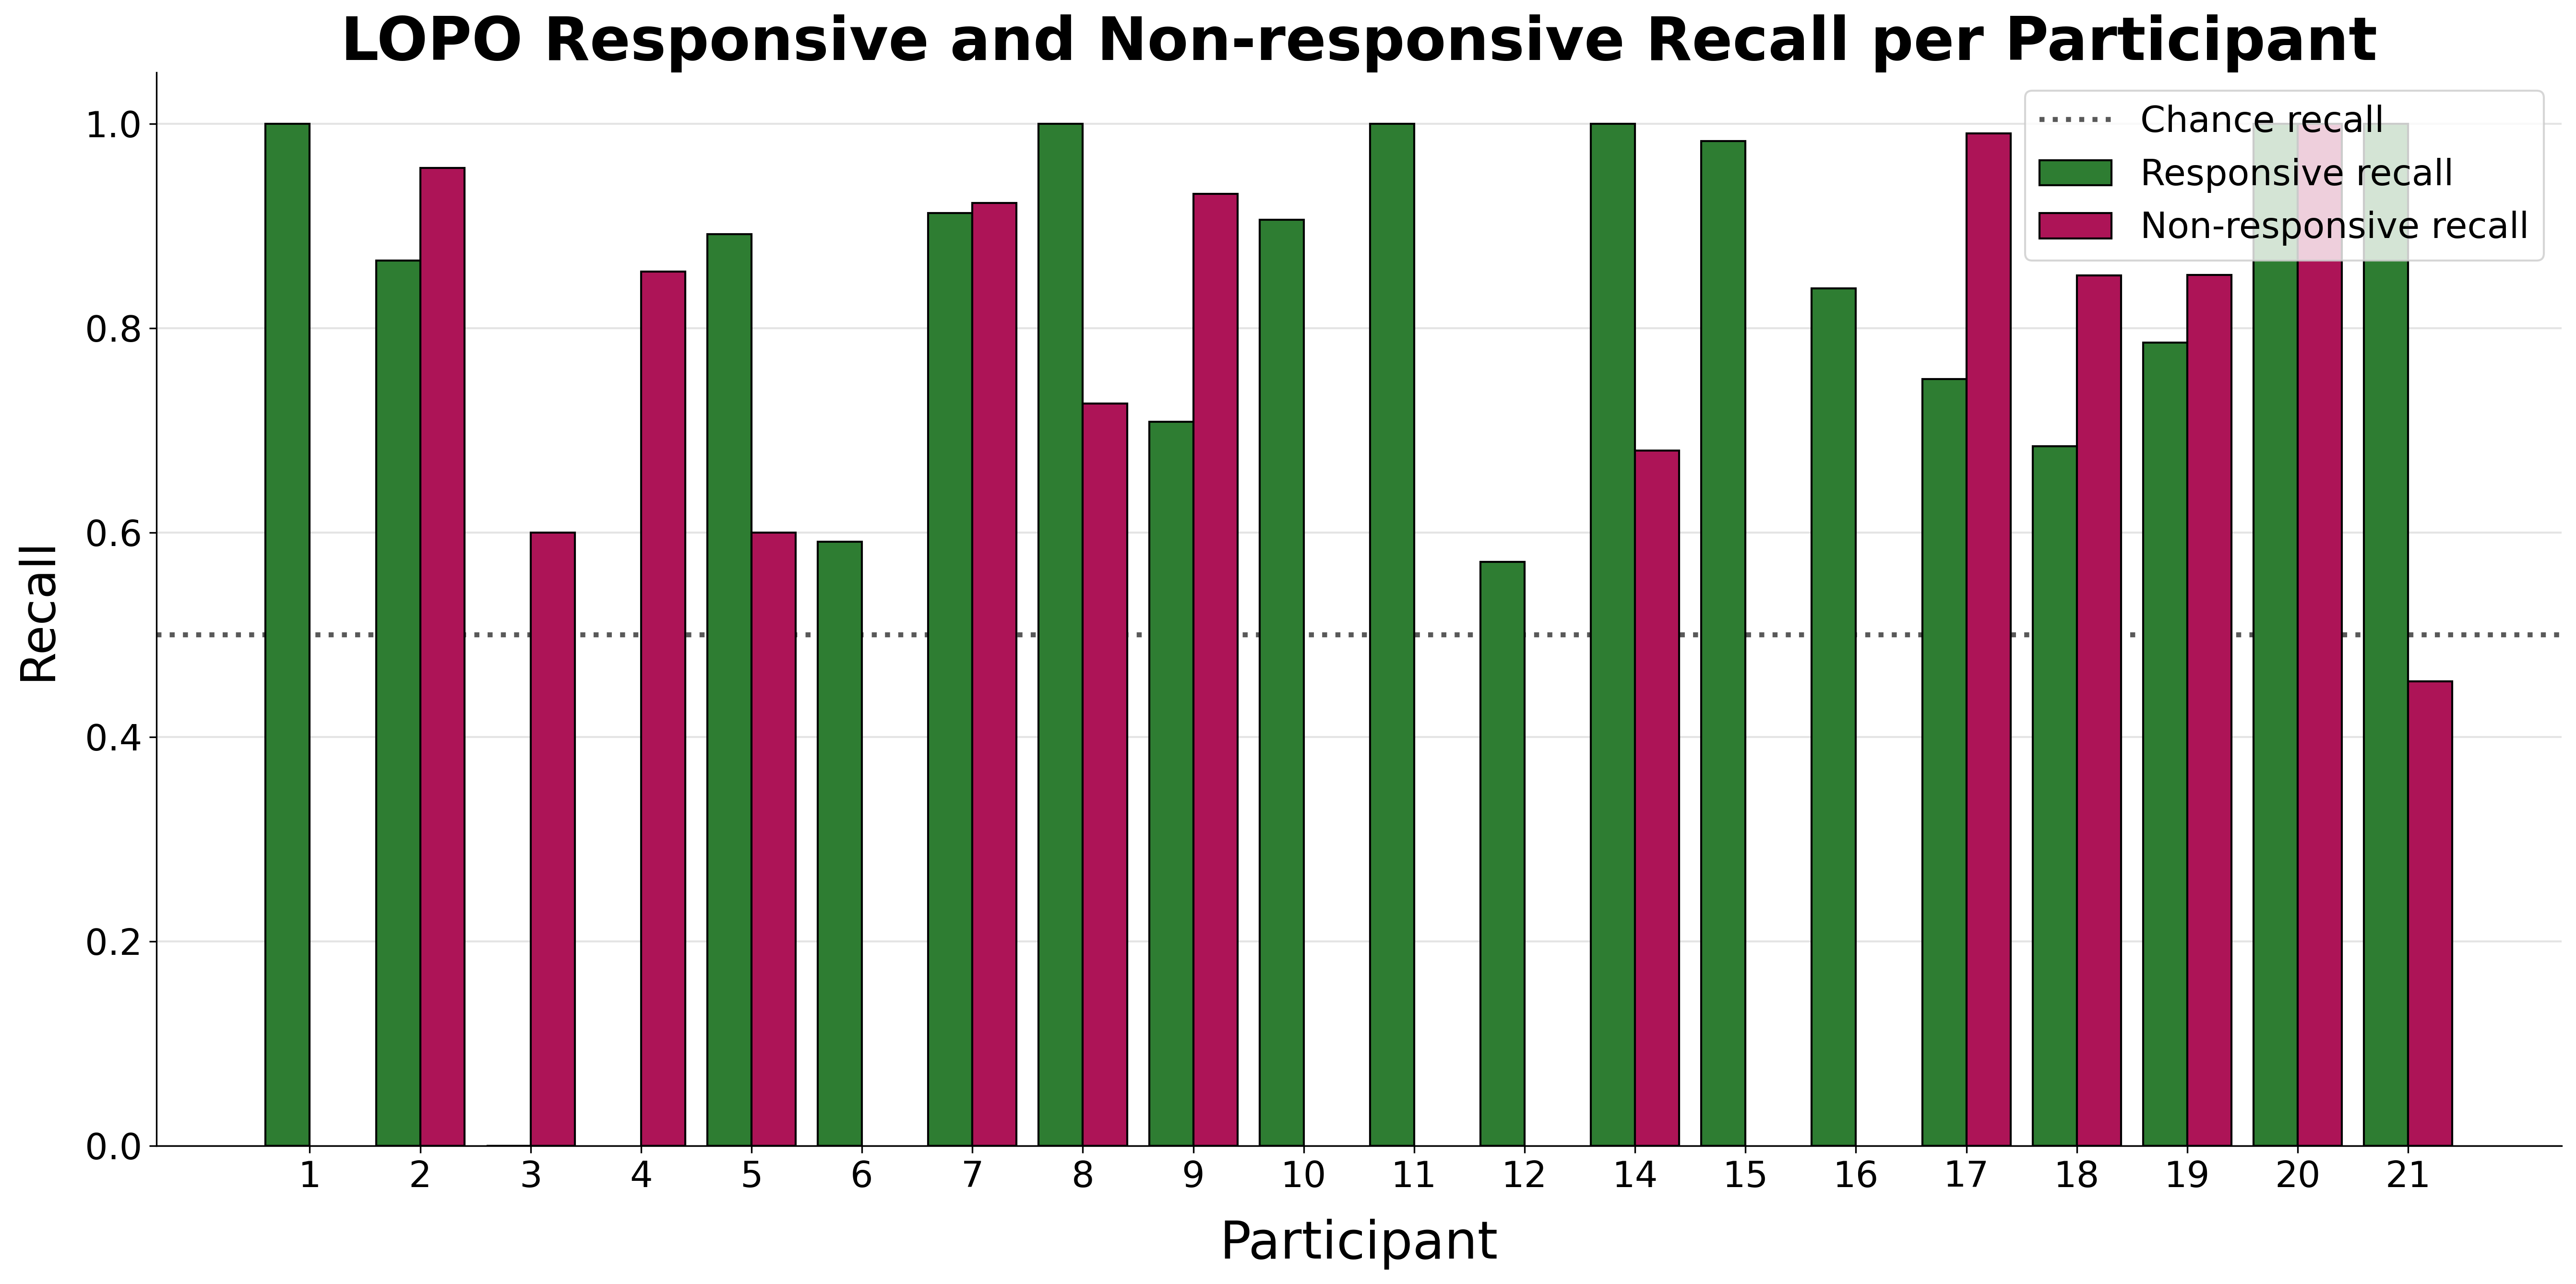 LOPO Responsive and Non-responsive Recall per Participant
Chance recall
Responsive recall
Non-responsive recall
Recall
1.0
0.8
0.6
0.4
0.2
0.0
1 2 3 4 5 6 7 8 9 10 11 12 14 15 16 17 18 19 20 21
Participant